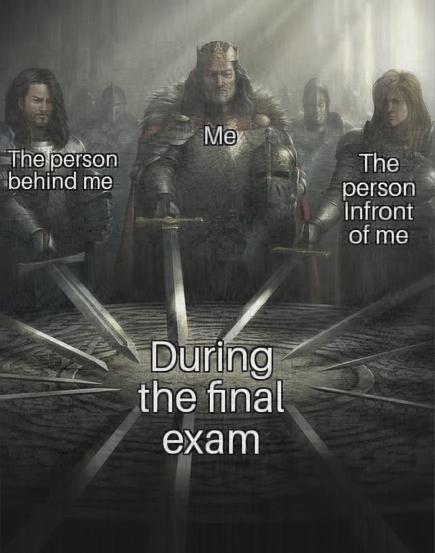 Me
The person
behind me
The
person
Infront
of me
During
the final
exam